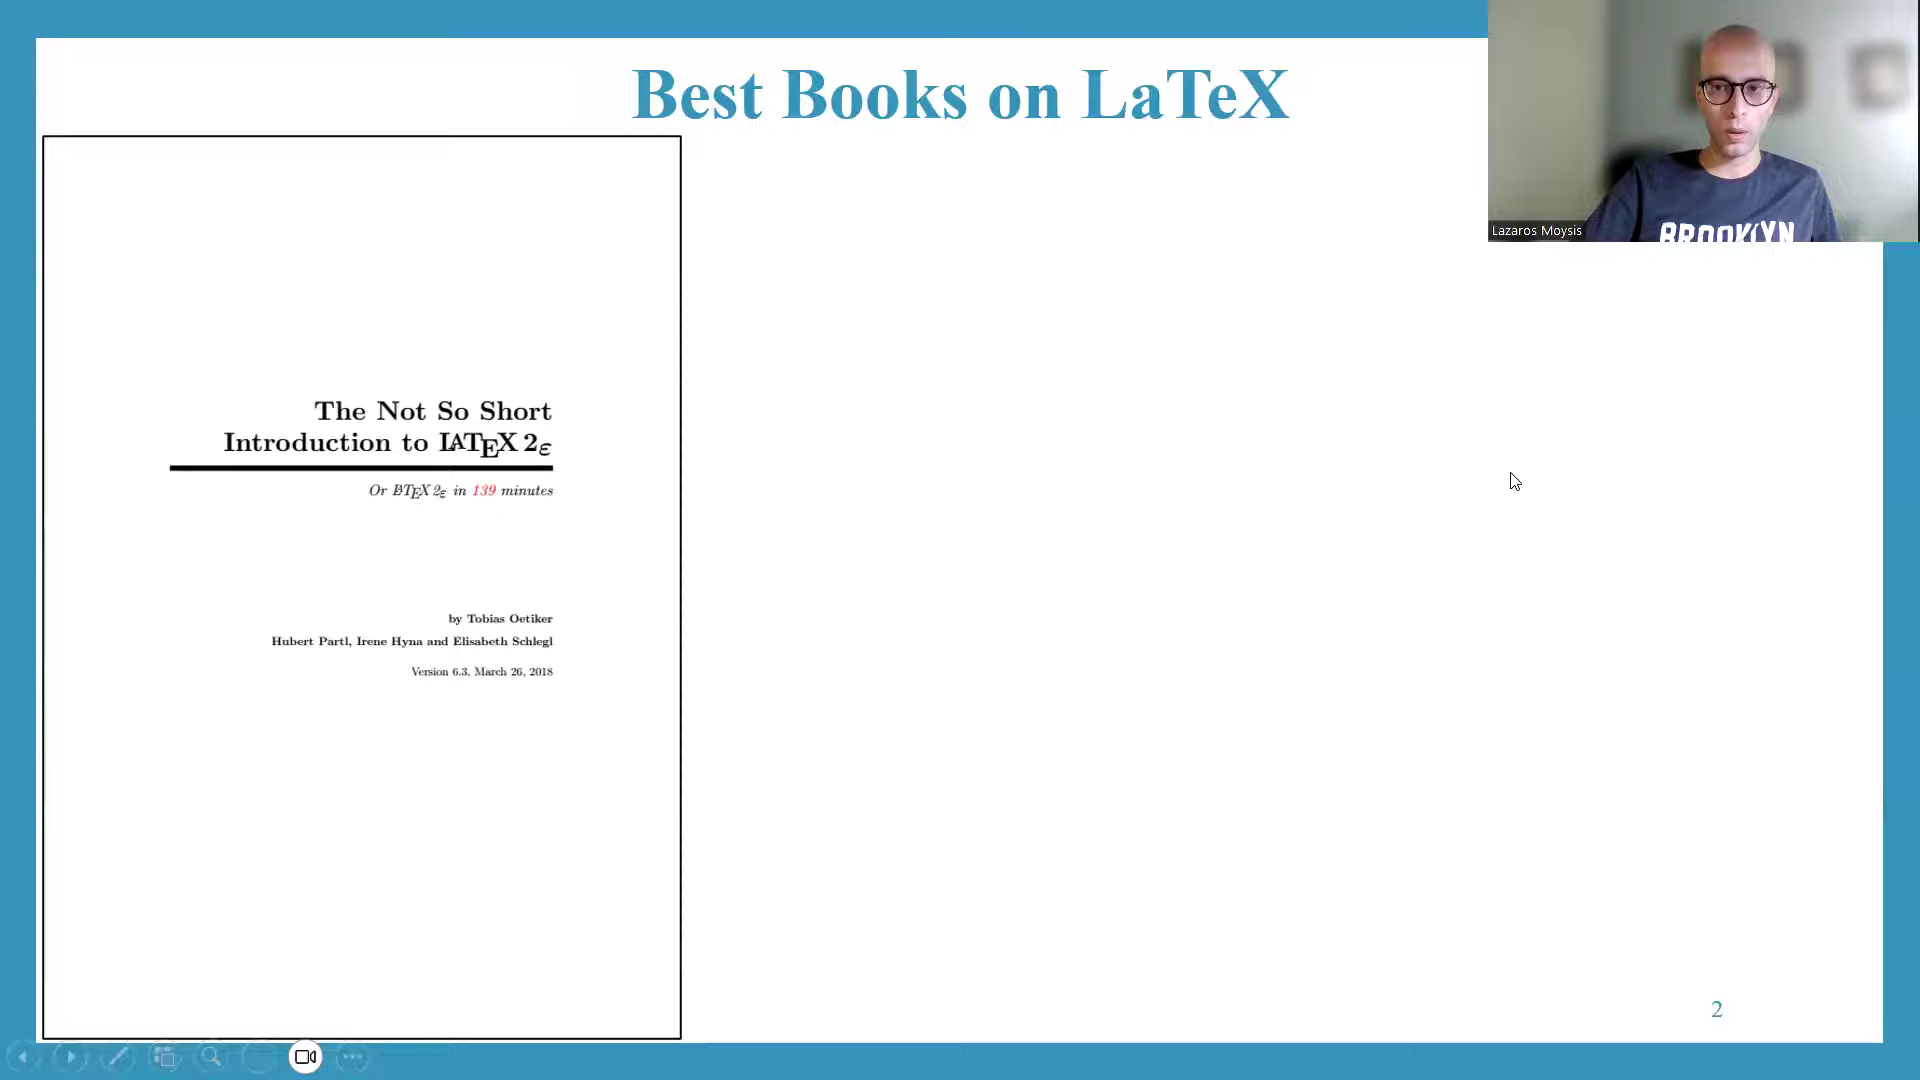 Best Books on LaTeX
The Not So Short
Introduction to LATEX 2ε
Or LATEX 2ε in 139 minutes
by Tobias Oetiker
Hubert Partl, Irene Hyna and Elisabeth Schlegl
Version 6.3, March 26, 2018
Lazaros Moysis
BROOKLYN
2